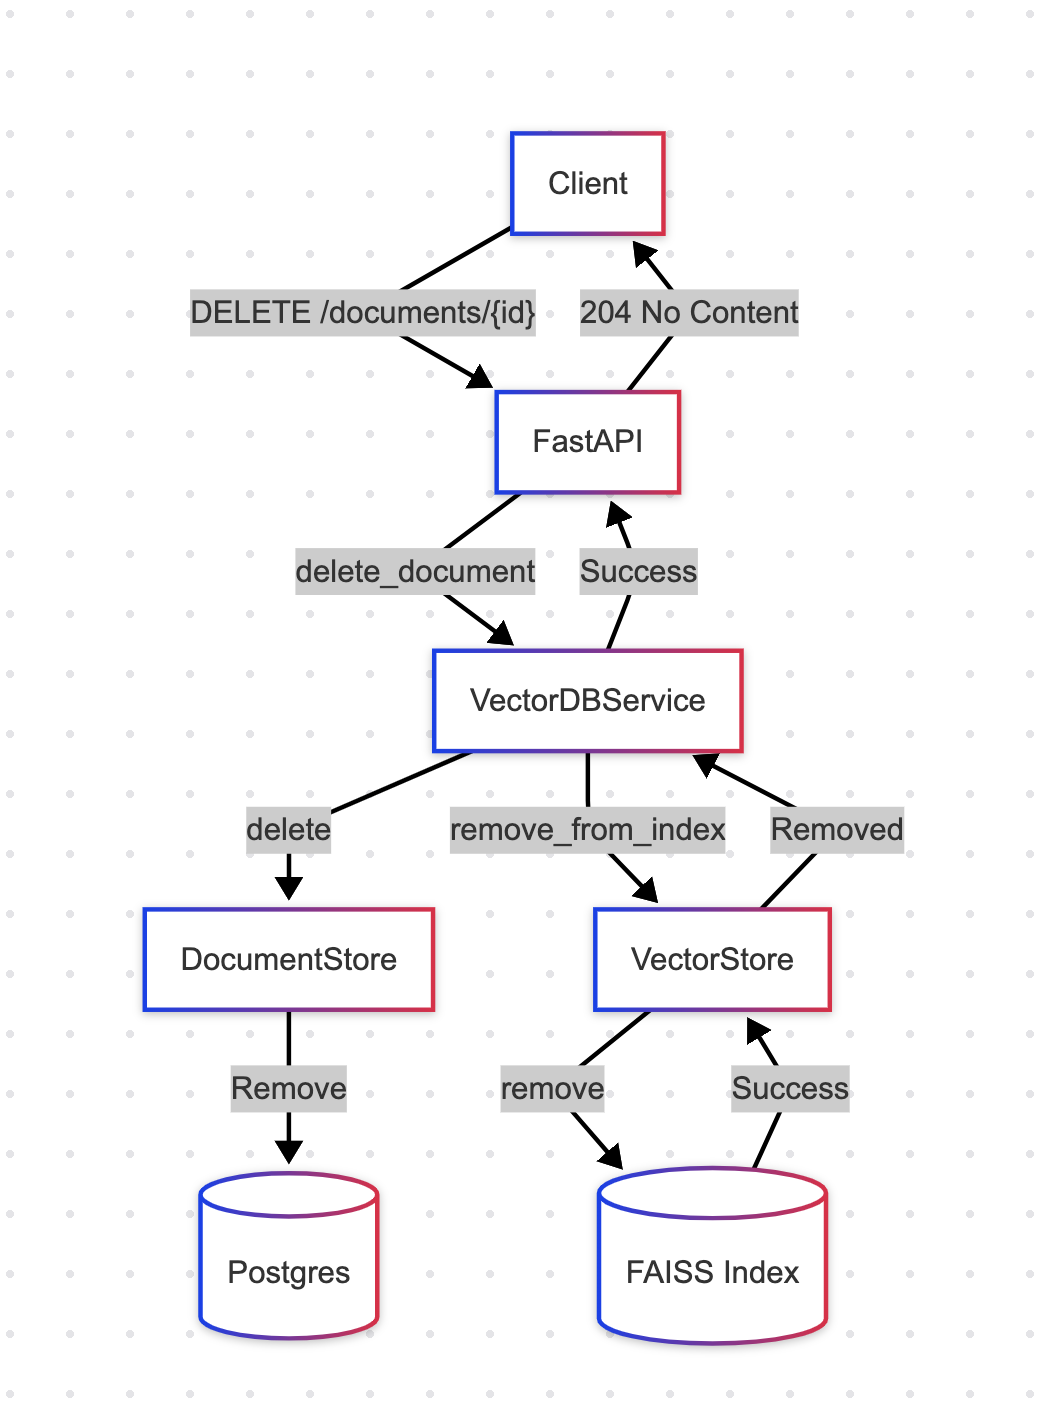 Client
DELETE /documents/{id}
204 No Content
FastAPI
delete_document
Success
VectorDBService
delete
remove_from_index
Removed
DocumentStore
VectorStore
Remove
remove
Success
Postgres
FAISS Index